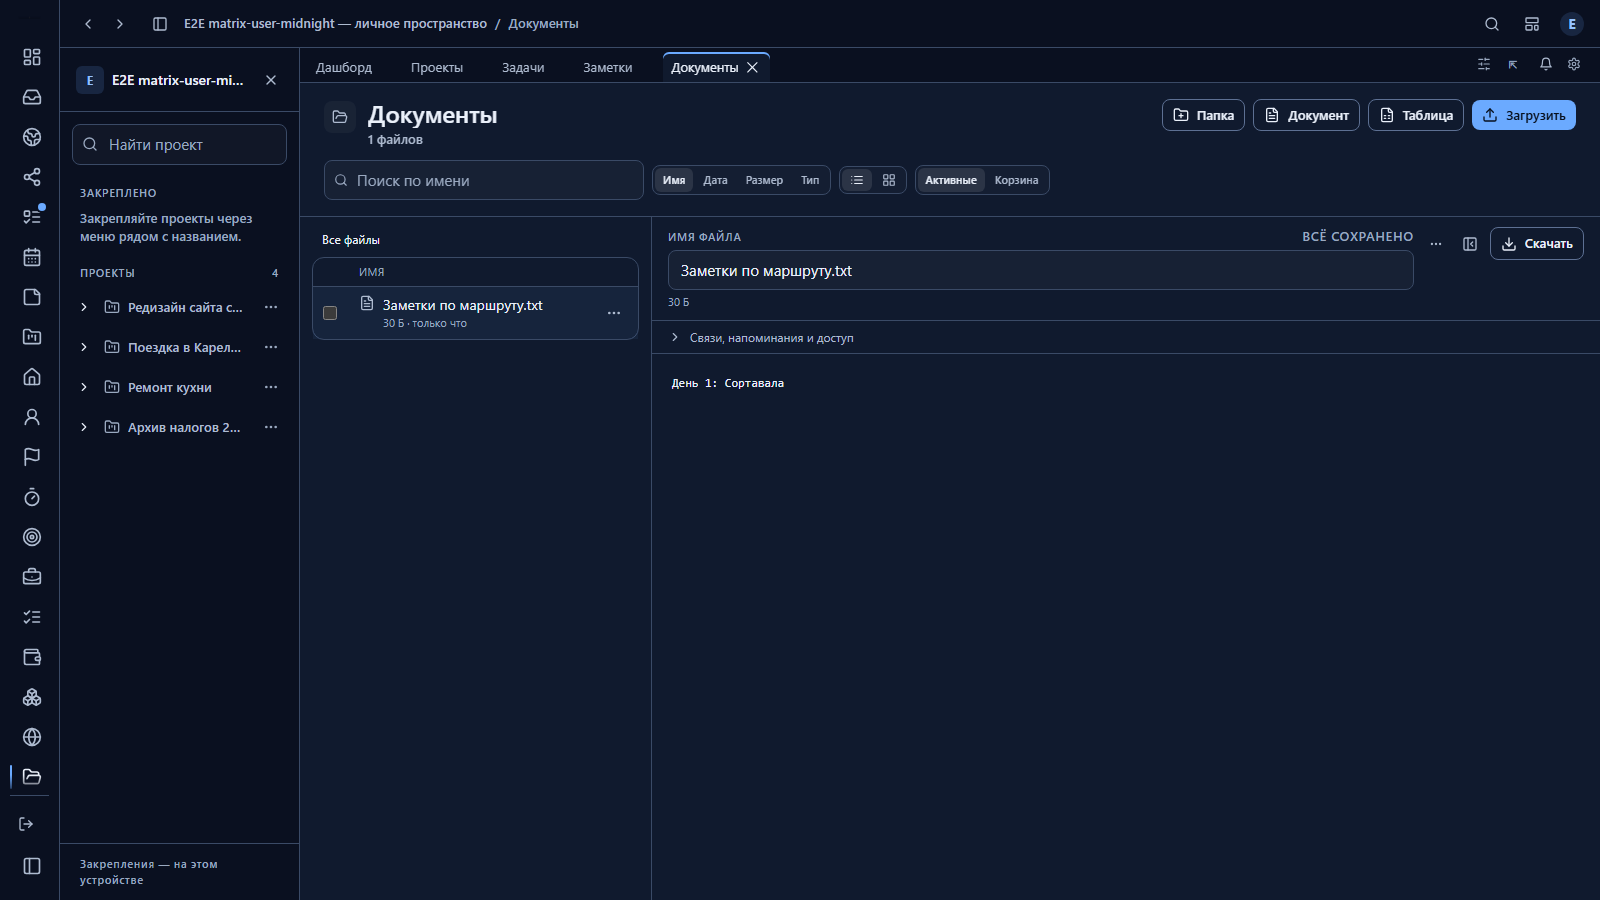 E2E matrix-user-midnight — личное пространство / Документы
E
E
E2E matrix-user-mi...
Найти проект
ЗАКРЕПЛЕНО
Закрепляйте проекты через
меню рядом с названием.
ПРОЕКТЫ 4
Редизайн сайта с...
Поездка в Карел...
Ремонт кухни
Архив налогов 2...
Закрепления — на этом
устройстве
Дашборд Проекты Задачи Заметки Документы
Документы
1 файлов
Папка Документ Таблица Загрузить
Поиск по имени
Имя Дата Размер Тип
Активные Корзина
Все файлы
ИМЯ
Заметки по маршруту.txt
30 Б · только что
ИМЯ ФАЙЛА
ВСЁ СОХРАНЕНО
Скачать
Заметки по маршруту.txt
30 Б
Связи, напоминания и доступ
День 1: Сортавала